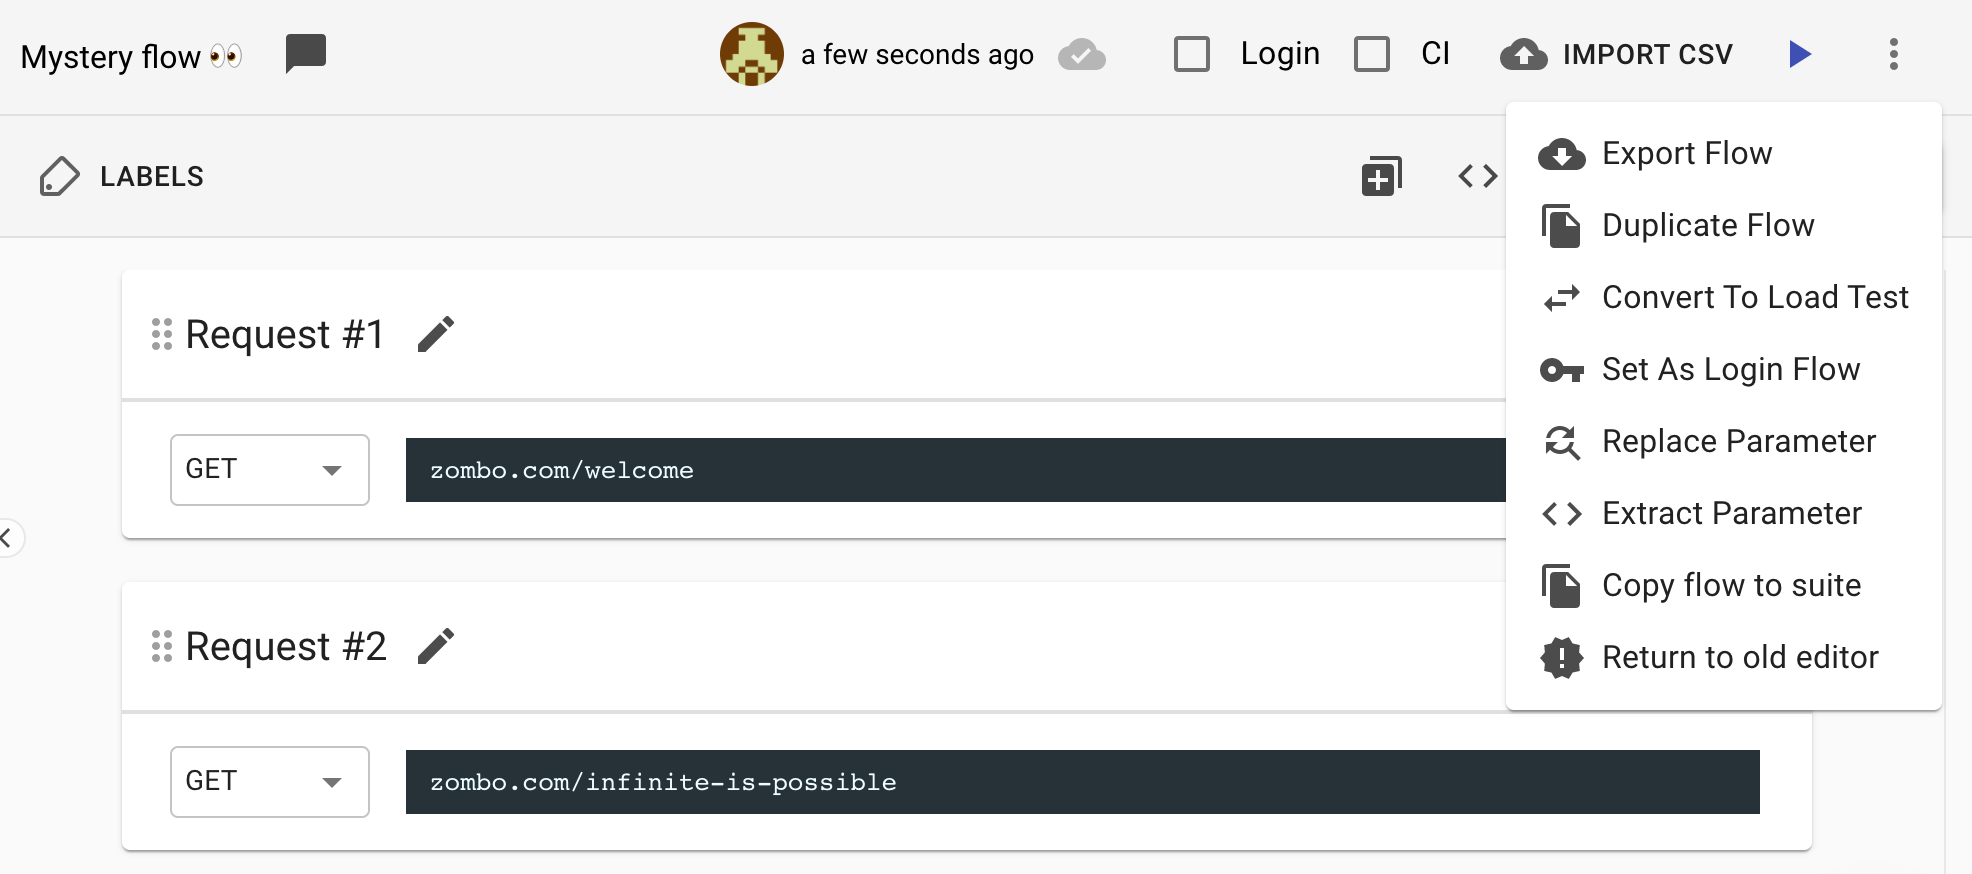 Mystery flow 👀
a few seconds ago
Login
CI
IMPORT CSV
LABELS
Export Flow
Duplicate Flow
Convert To Load Test
Set As Login Flow
Replace Parameter
Extract Parameter
Copy flow to suite
Return to old editor
Request #1
GET
zombo.com/welcome
Request #2
GET
zombo.com/infinite-is-possible